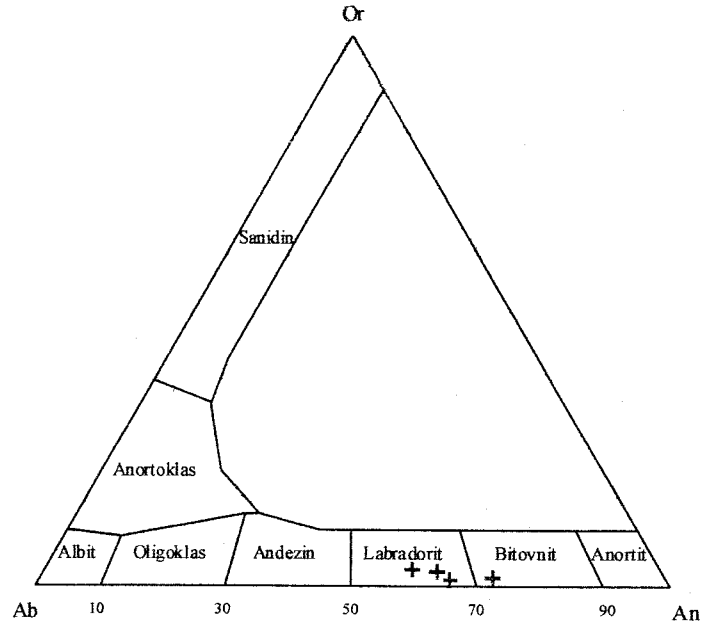 Or
Sanidin
Anortoklas
Albit Oligoklas Andezin Labradorit Bitovnit Anortit
Ab 10 30 50 70 90 An